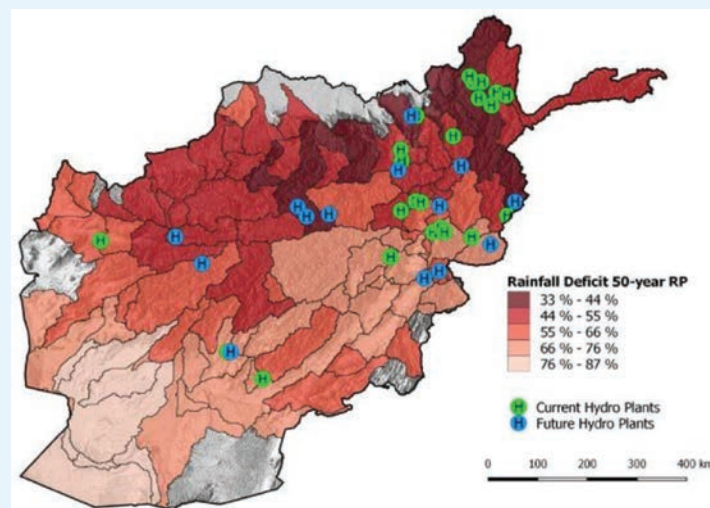 Rainfall Deficit 50-year RP
33 % - 44 %
44 % - 55 %
55 % - 66 %
66 % - 76 %
76 % - 87 %
H Current Hydro Plants
H Future Hydro Plants
0 100 200 300 400 km